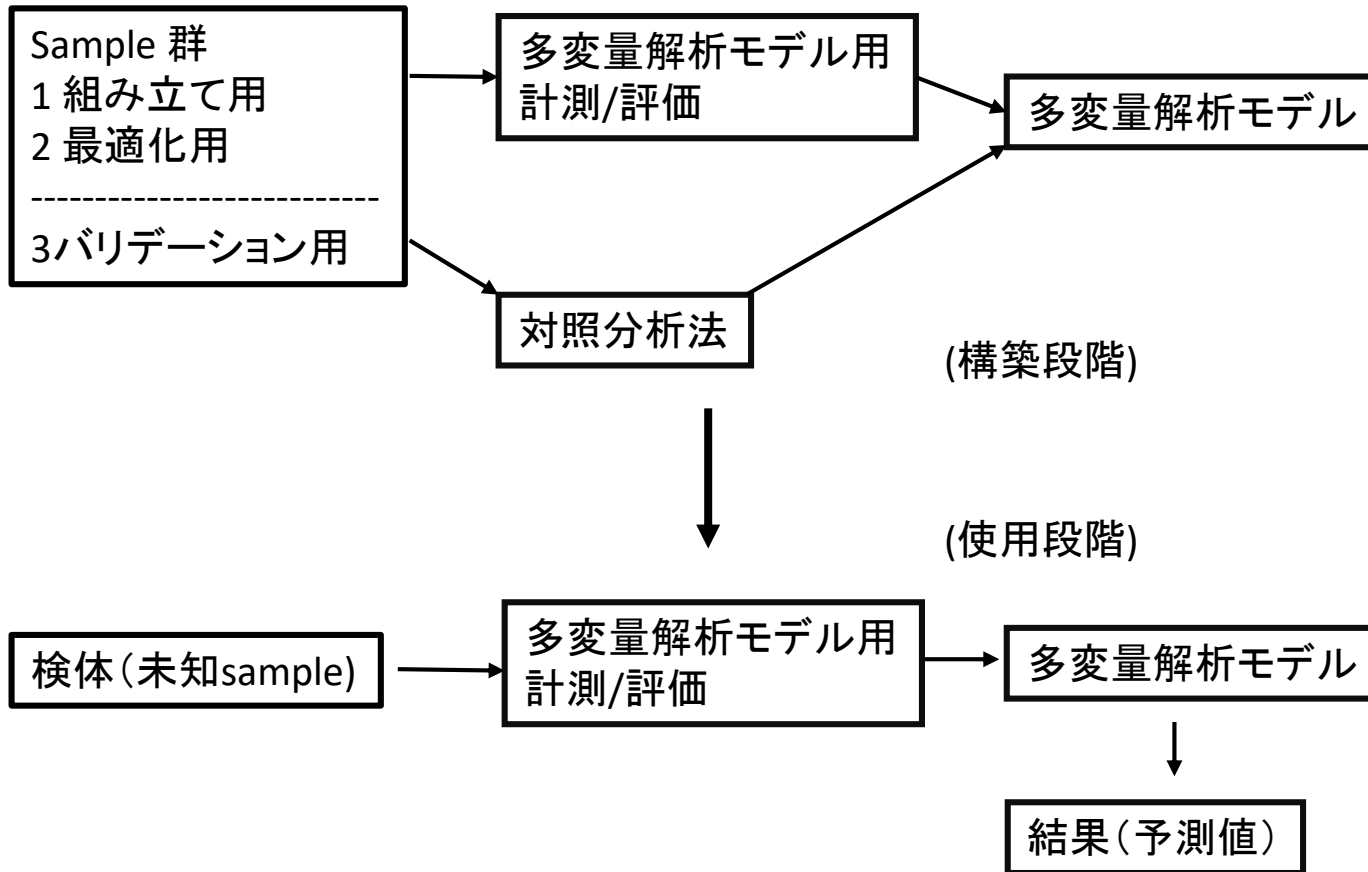 Sample 群
1 組み立て用
2 最適化用
---------------------------
3バリデーション用
多変量解析モデル用
計測/評価
多変量解析モデル
対照分析法
(構築段階)
(使用段階)
検体(未知sample)
多変量解析モデル用
計測/評価
多変量解析モデル
結果(予測値)